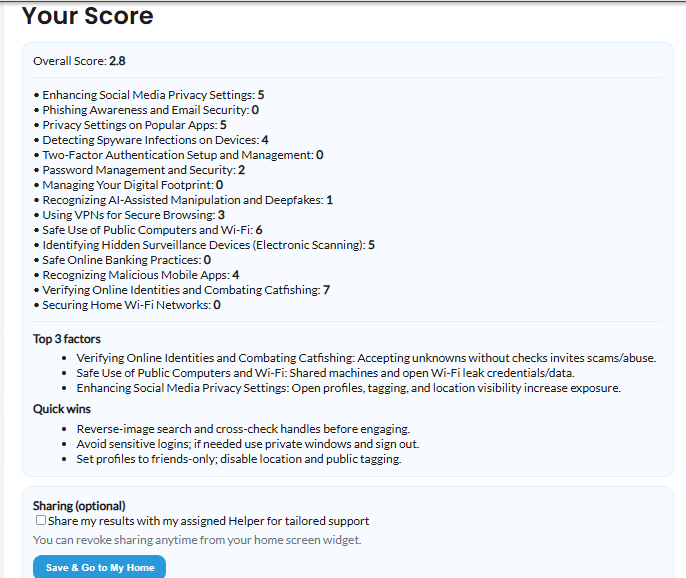 Your Score
Overall Score: 2.8
• Enhancing Social Media Privacy Settings: 5
• Phishing Awareness and Email Security: 0
• Privacy Settings on Popular Apps: 5
• Detecting Spyware Infections on Devices: 4
• Two-Factor Authentication Setup and Management: 0
• Password Management and Security: 2
• Managing Your Digital Footprint: 0
• Recognizing AI-Assisted Manipulation and Deepfakes: 1
• Using VPNs for Secure Browsing: 3
• Safe Use of Public Computers and Wi-Fi: 6
• Identifying Hidden Surveillance Devices (Electronic Scanning): 5
• Safe Online Banking Practices: 0
• Recognizing Malicious Mobile Apps: 4
• Verifying Online Identities and Combating Catfishing: 7
• Securing Home Wi-Fi Networks: 0
Top 3 factors
• Verifying Online Identities and Combating Catfishing: Accepting unknowns without checks invites scams/abuse.
• Safe Use of Public Computers and Wi-Fi: Shared machines and open Wi-Fi leak credentials/data.
• Enhancing Social Media Privacy Settings: Open profiles, tagging, and location visibility increase exposure.
Quick wins
• Reverse-image search and cross-check handles before engaging.
• Avoid sensitive logins; if needed use private windows and sign out.
• Set profiles to friends-only; disable location and public tagging.
Sharing (optional)
Share my results with my assigned Helper for tailored support
You can revoke sharing anytime from your home screen widget.
Save & Go to My Home